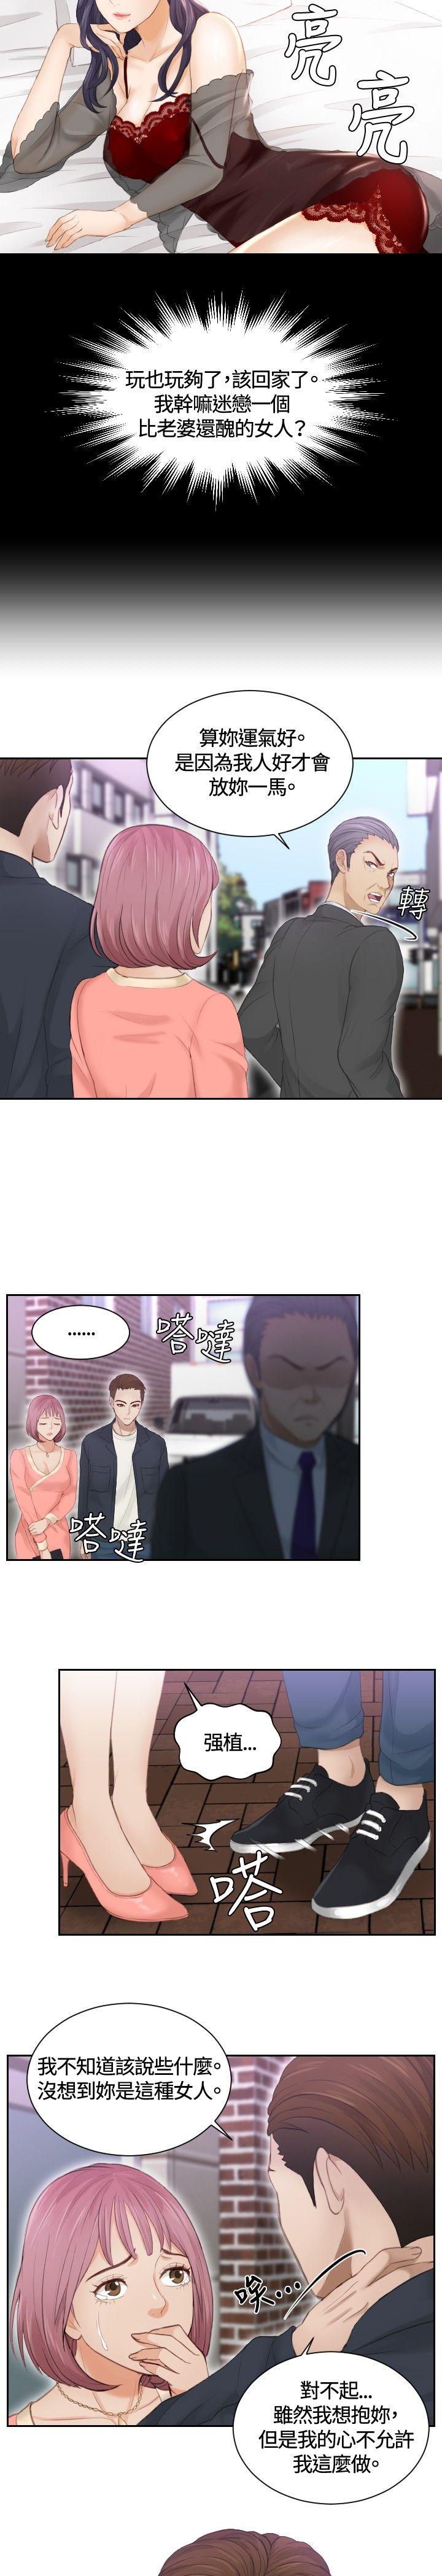 亮
亮
玩也玩夠了，該回家了。
我幹嘛迷戀一個
比老婆還醜的女人？
算妳運氣好。
是因為我人好才會
放妳一馬。
轉
……
嗒噠
嗒噠
强植...
嗒
我不知道該說些什麼。
沒想到妳是這種女人。
唉…
對不起...
雖然我想抱妳，
但是我的心不允許
我這麼做。